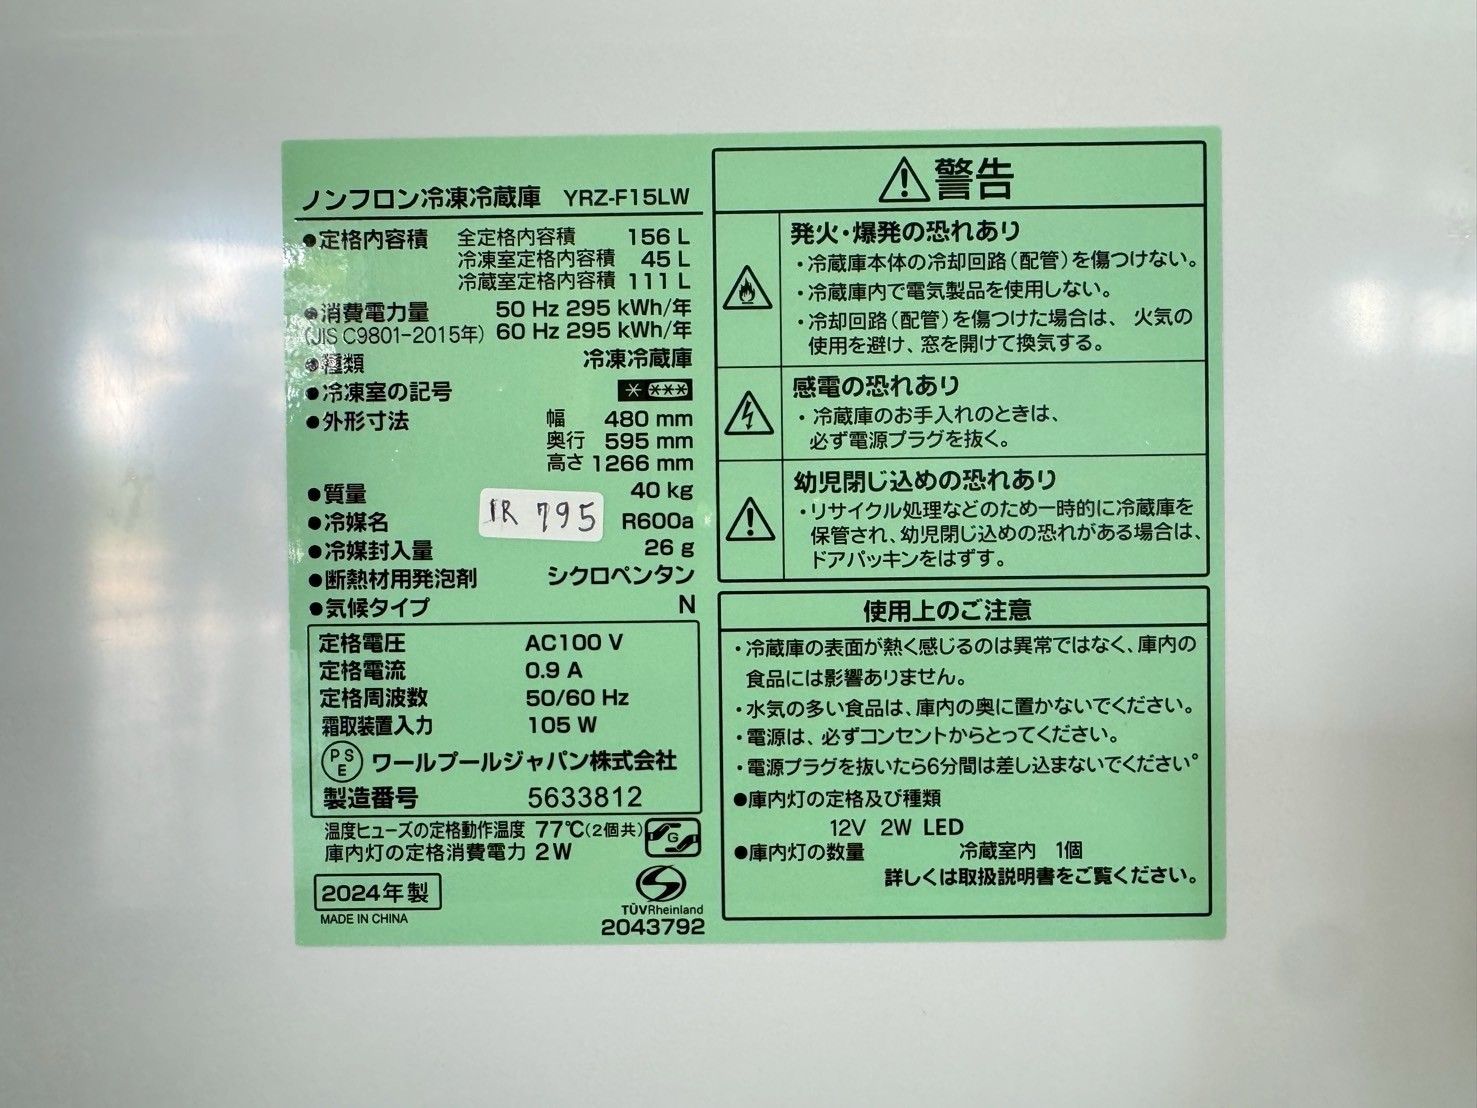 ノンフロン冷凍冷蔵庫 YRZ-F15LW
●定格内容積 全定格内容積 156 L
冷凍室定格内容積 45 L
冷蔵室定格内容積 111 L
●消費電力量 50 Hz 295 kWh/年
(JIS C9801-2015年) 60 Hz 295 kWh/年
●種類 冷凍冷蔵庫
●冷凍室の記号
●外形寸法 幅 480 mm
奥行 595 mm
高さ 1266 mm
●質量 40 kg
IR 795
●冷媒名 R600a
●冷媒封入量 26 g
●断熱材用発泡剤 シクロペンタン
●気候タイプ N
定格電圧 AC100 V
定格電流 0.9 A
定格周波数 50/60 Hz
霜取装置入力 105 W
PSE ワールプールジャパン株式会社
製造番号 5633812
温度ヒューズの定格動作温度 77℃(2個共)
G
庫内灯の定格消費電力 2W
2024年製
MADE IN CHINA
TÜVRheinland
2043792
警告
発火・爆発の恐れあり
・冷蔵庫本体の冷却回路(配管)を傷つけない。
・冷蔵庫内で電気製品を使用しない。
・冷却回路(配管)を傷つけた場合は、火気の
使用を避け、窓を開けて換気する。
感電の恐れあり
・冷蔵庫のお手入れのときは、
必ず電源プラグを抜く。
幼児閉じ込めの恐れあり
・リサイクル処理などのため一時的に冷蔵庫を
保管され、幼児閉じ込めの恐れがある場合は、
ドアパッキンをはずす。
使用上のご注意
・冷蔵庫の表面が熱く感じるのは異常ではなく、庫内の
食品には影響ありません。
・水気の多い食品は、庫内の奥に置かないでください。
・電源は、必ずコンセントからとってください。
・電源プラグを抜いたら6分間は差し込まないでください。
●庫内灯の定格及び種類
12V 2W LED
●庫内灯の数量 冷蔵室内 1個
詳しくは取扱説明書をご覧ください。